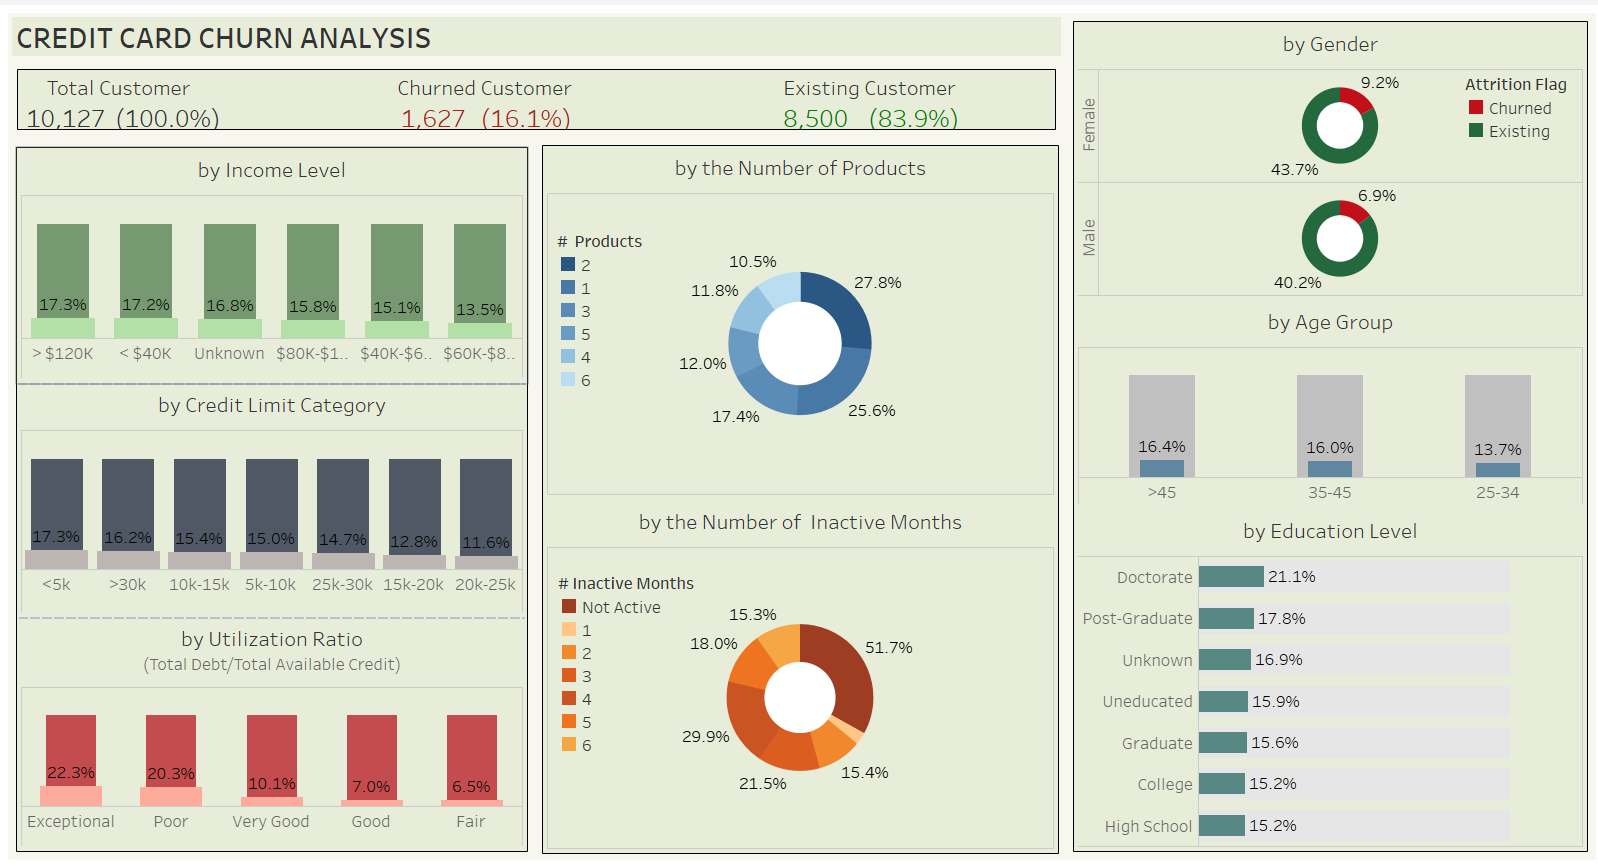 CREDIT CARD CHURN ANALYSIS
Total Customer
10,127 (100.0%)
Churned Customer
1,627 (16.1%)
Existing Customer
8,500 (83.9%)
by Income Level
17.3% 17.2% 16.8% 15.8% 15.1% 13.5%
> $120K < $40K Unknown $80K-$1.. $40K-$6.. $60K-$8..
by Credit Limit Category
17.3% 16.2% 15.4% 15.0% 14.7% 12.8% 11.6%
<5k >30k 10k-15k 5k-10k 25k-30k 15k-20k 20k-25k
by Utilization Ratio
(Total Debt/Total Available Credit)
22.3% 20.3% 10.1% 7.0% 6.5%
Exceptional Poor Very Good Good Fair
by the Number of Products
# Products
2
1
3
5
4
6
10.5%
27.8%
11.8%
12.0%
17.4%
25.6%
by the Number of Inactive Months
# Inactive Months
Not Active
1
2
3
4
5
6
15.3%
51.7%
18.0%
29.9%
21.5%
15.4%
by Gender
Female
9.2%
43.7%
Attrition Flag
Churned
Existing
Male
6.9%
40.2%
by Age Group
16.4% 16.0% 13.7%
>45 35-45 25-34
by Education Level
Doctorate 21.1%
Post-Graduate 17.8%
Unknown 16.9%
Uneducated 15.9%
Graduate 15.6%
College 15.2%
High School 15.2%